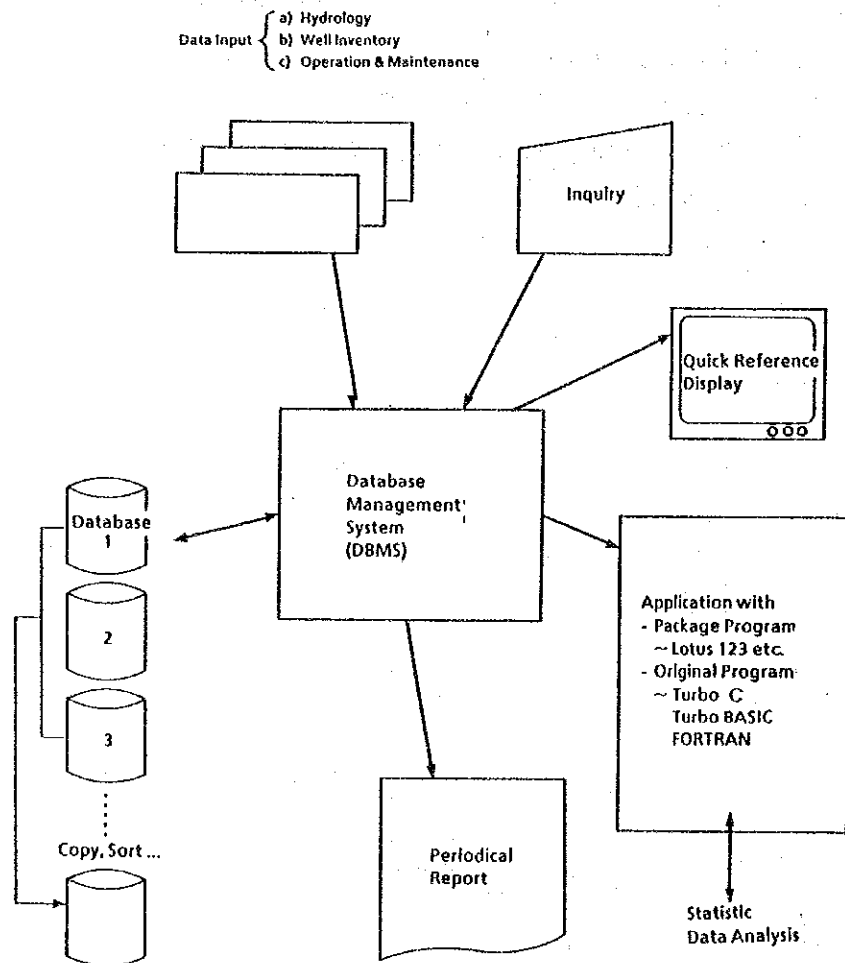 a) Hydrology
Data Input { b) Well Inventory
c) Operation & Maintenance
Inquiry
Quick Reference
Display
Database
Management
System
(DBMS)
Database
1
2
3
Copy, Sort ...
Application with
- Package Program
~ Lotus 123 etc.
- Original Program
~ Turbo C
Turbo BASIC
FORTRAN
Periodical
Report
Statistic
Data Analysis